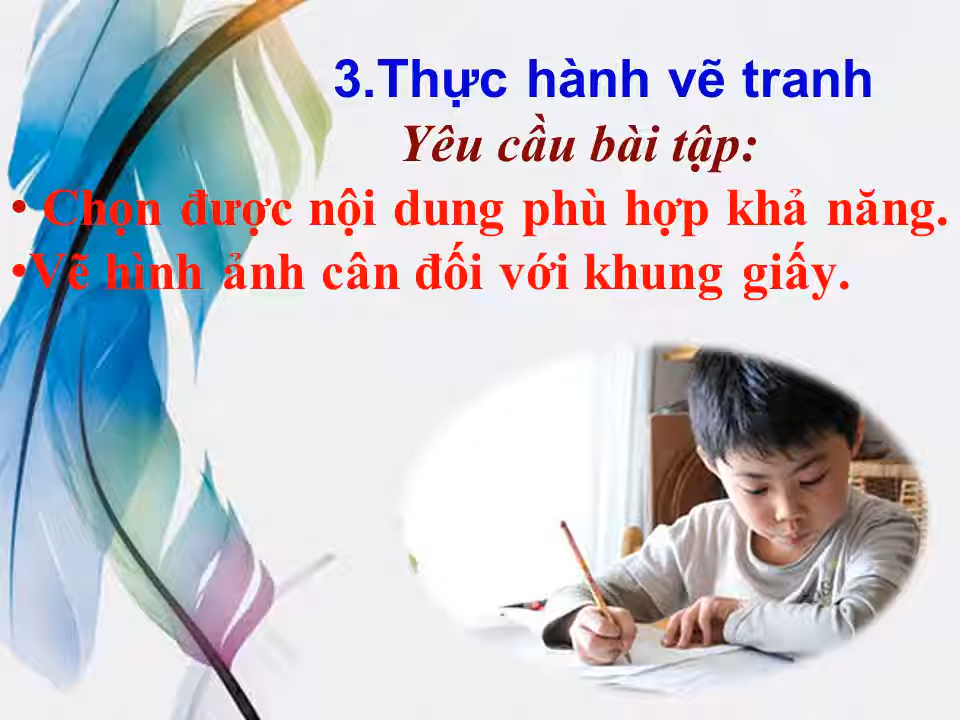 3.Thực hành vẽ tranh
Yêu cầu bài tập:
• Chọn được nội dung phù hợp khả năng.
•Vẽ hình ảnh cân đối với khung giấy.